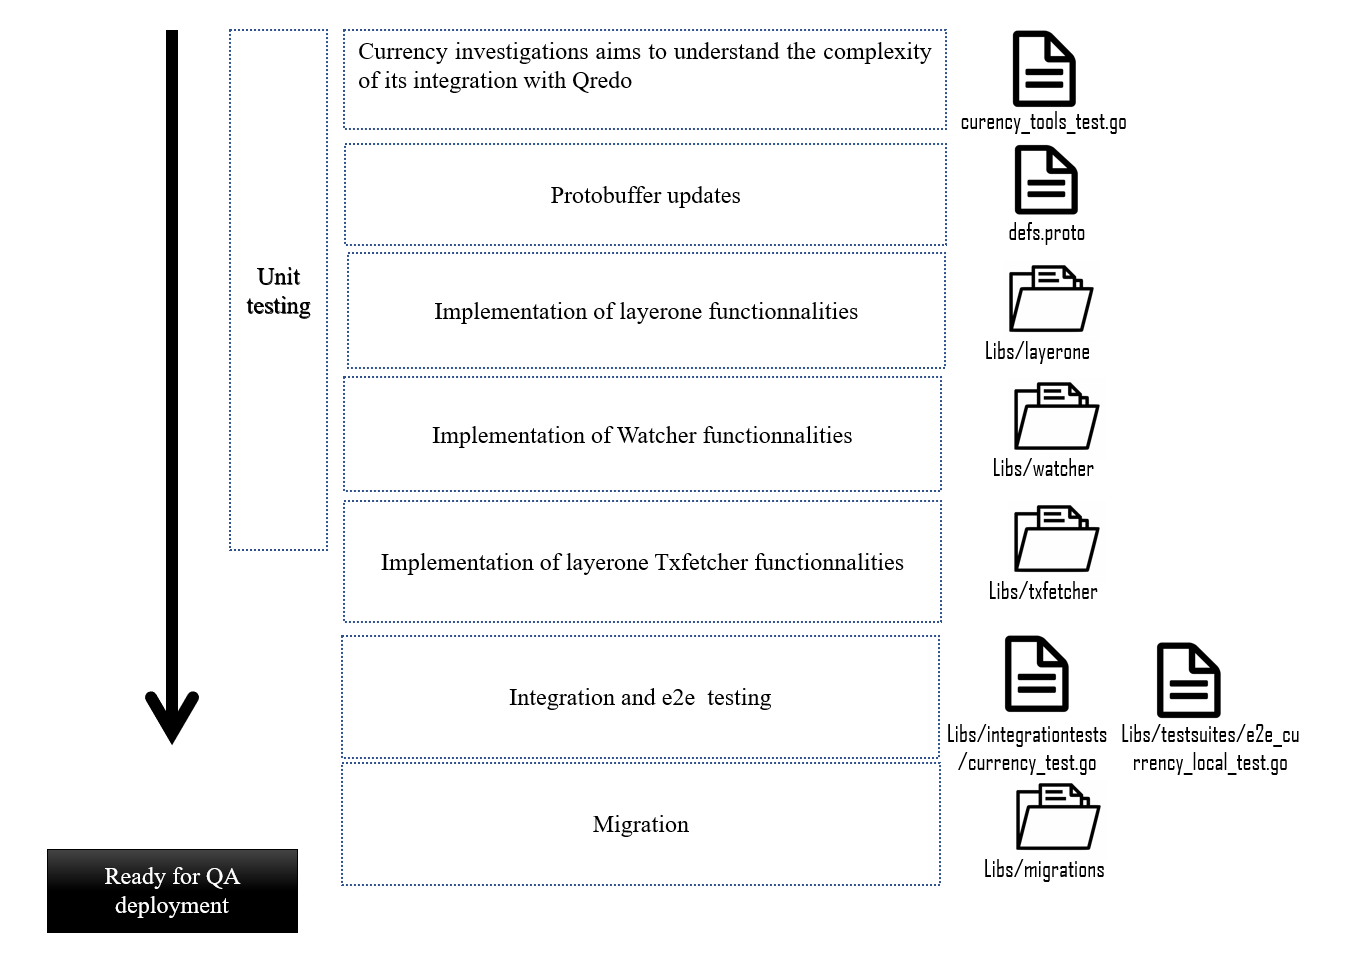 Currency investigations aims to understand the complexity
of its integration with Qredo
curency_tools_test.go
Protobuffer updates
defs.proto
Unit
testing
Implementation of layerone functionnalities
Libs/layerone
Implementation of Watcher functionnalities
Libs/watcher
Implementation of layerone Txfetcher functionnalities
Libs/txfetcher
Integration and e2e  testing
Libs/integrationtests
/currency_test.go
Libs/testsuites/e2e_cu
rrency_local_test.go
Migration
Libs/migrations
Ready for QA
deployment